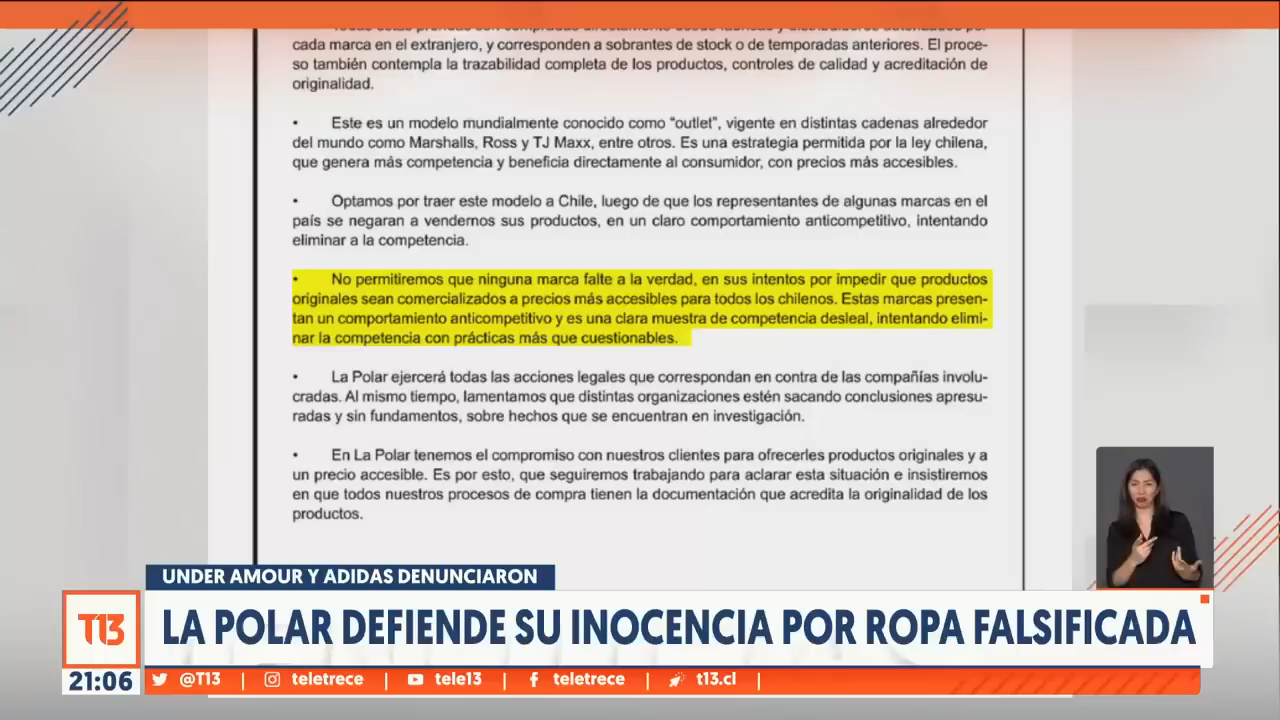 cada marca en el extranjero, y corresponden a sobrantes de stock o de temporadas anteriores. El proce-
so también contempla la trazabilidad completa de los productos, controles de calidad y acreditación de
originalidad.
• Este es un modelo mundialmente conocido como “outlet”, vigente en distintas cadenas alrededor
del mundo como Marshalls, Ross y TJ Maxx, entre otros. Es una estrategia permitida por la ley chilena,
que genera más competencia y beneficia directamente al consumidor, con precios más accesibles.
• Optamos por traer este modelo a Chile, luego de que los representantes de algunas marcas en el
país se negaran a vendernos sus productos, en un claro comportamiento anticompetitivo, intentando
eliminar a la competencia.
• No permitiremos que ninguna marca falte a la verdad, en sus intentos por impedir que productos
originales sean comercializados a precios más accesibles para todos los chilenos. Estas marcas presen-
tan un comportamiento anticompetitivo y es una clara muestra de competencia desleal, intentando elimi-
nar la competencia con prácticas más que cuestionables.
• La Polar ejercerá todas las acciones legales que correspondan en contra de las compañías involu-
cradas. Al mismo tiempo, lamentamos que distintas organizaciones estén sacando conclusiones apresu-
radas y sin fundamentos, sobre hechos que se encuentran en investigación.
• En La Polar tenemos el compromiso con nuestros clientes para ofrecerles productos originales y a
un precio accesible. Es por esto, que seguiremos trabajando para aclarar esta situación e insistiremos
en que todos nuestros procesos de compra tienen la documentación que acredita la originalidad de los
productos.
UNDER AMOUR Y ADIDAS DENUNCIARON
T13 LA POLAR DEFIENDE SU INOCENCIA POR ROPA FALSIFICADA
21:06 @T13 | teletrece | tele13 | teletrece | t13.cl |